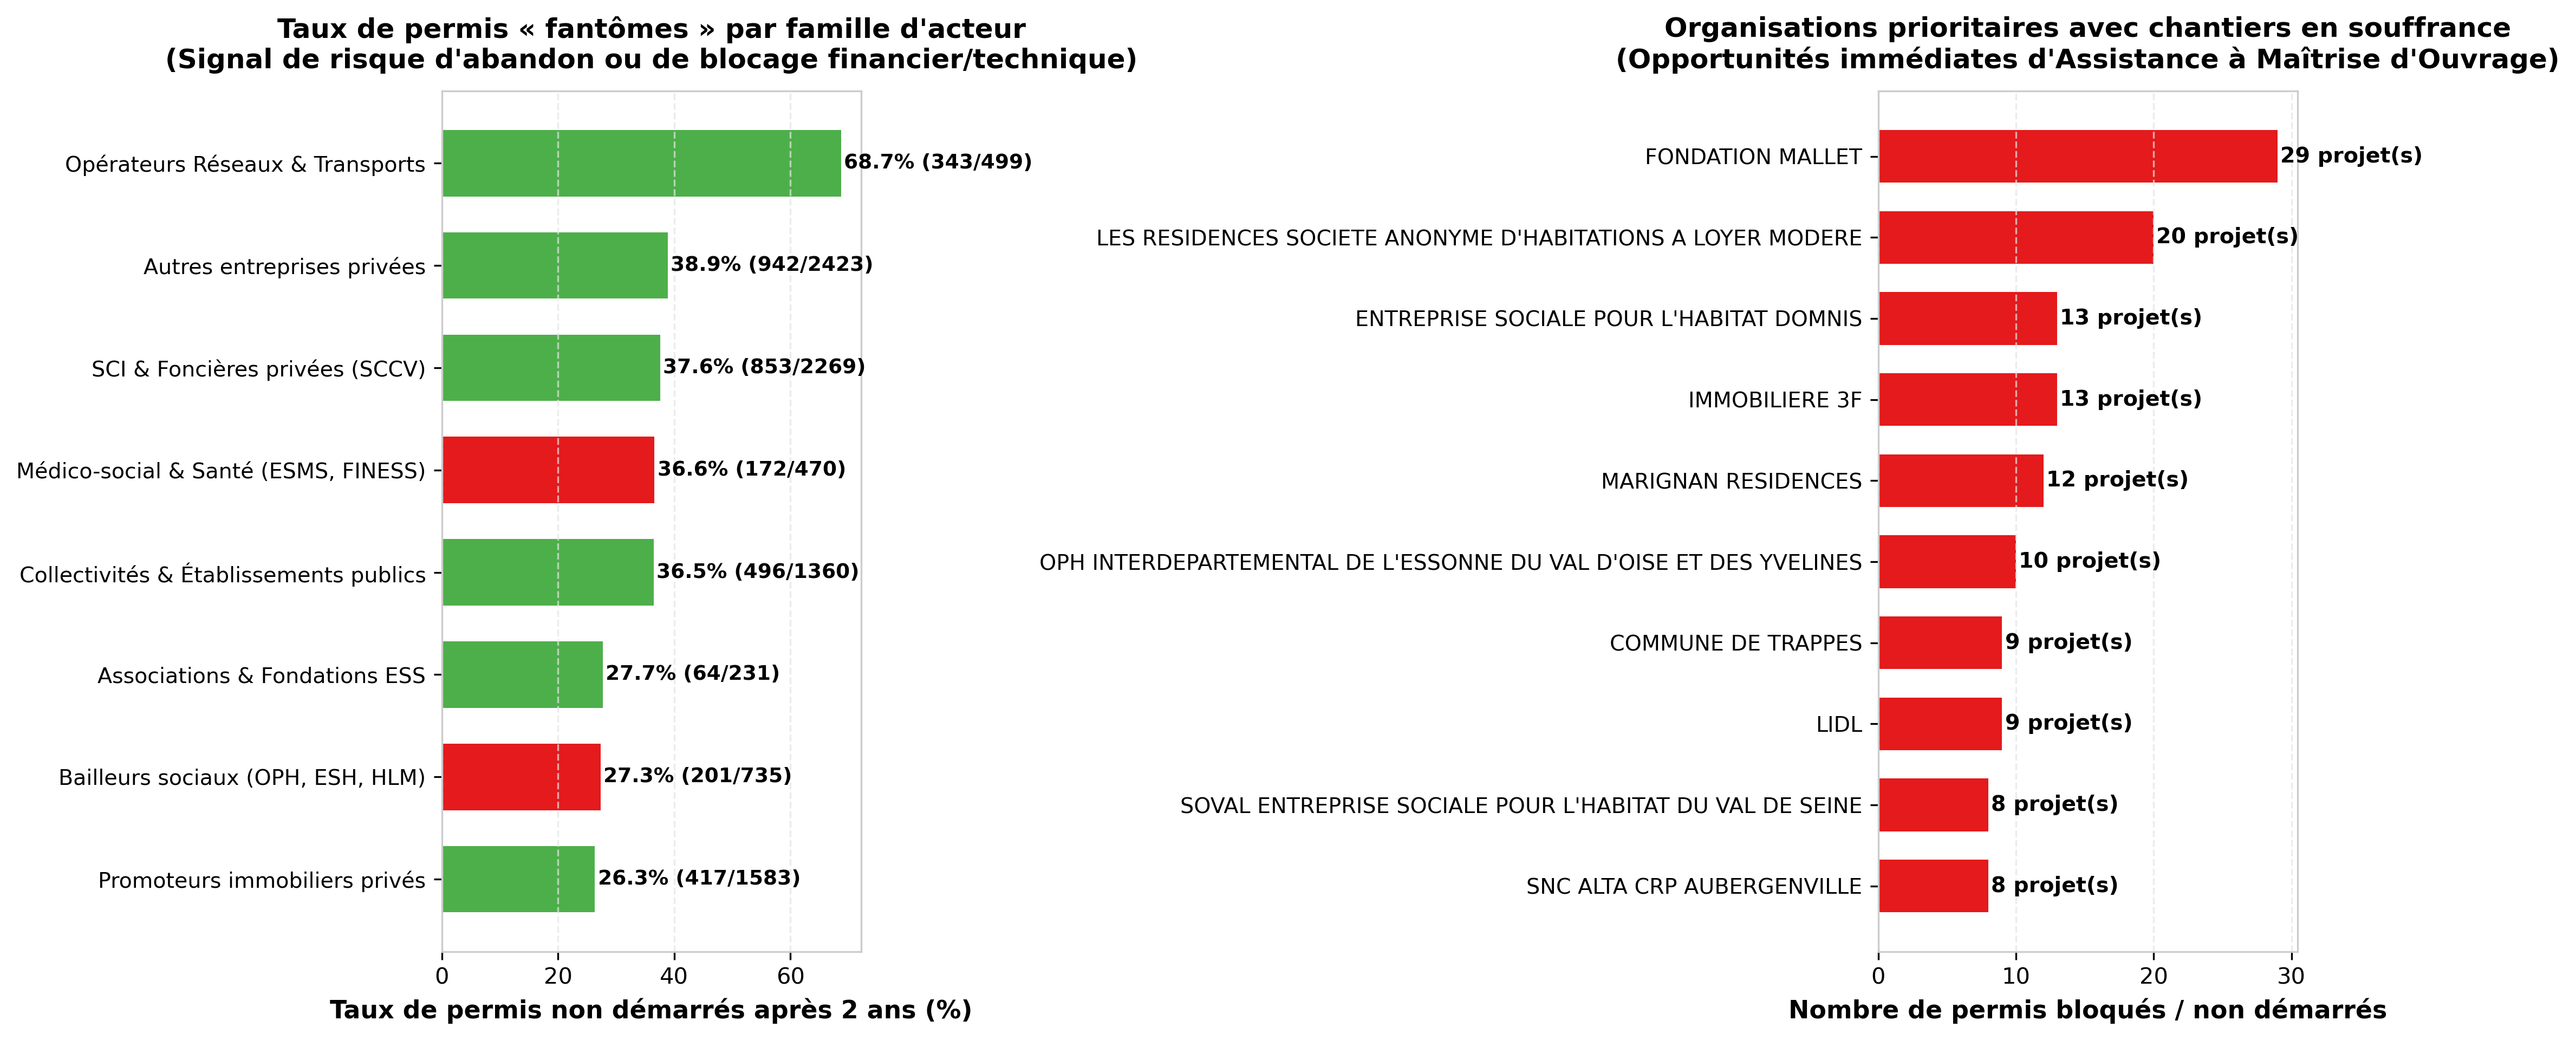 Taux de permis « fantômes » par famille d'acteur
(Signal de risque d'abandon ou de blocage financier/technique)
Opérateurs Réseaux & Transports
68.7% (343/499)
Autres entreprises privées
38.9% (942/2423)
SCI & Foncières privées (SCCV)
37.6% (853/2269)
Médico-social & Santé (ESMS, FINESS)
36.6% (172/470)
Collectivités & Établissements publics
36.5% (496/1360)
Associations & Fondations ESS
27.7% (64/231)
Bailleurs sociaux (OPH, ESH, HLM)
27.3% (201/735)
Promoteurs immobiliers privés
26.3% (417/1583)
0 20 40 60
Taux de permis non démarrés après 2 ans (%)
Organisations prioritaires avec chantiers en souffrance
(Opportunités immédiates d'Assistance à Maîtrise d'Ouvrage)
FONDATION MALLET
29 projet(s)
LES RESIDENCES SOCIETE ANONYME D'HABITATIONS A LOYER MODERE
20 projet(s)
ENTREPRISE SOCIALE POUR L'HABITAT DOMNIS
13 projet(s)
IMMOBILIERE 3F
13 projet(s)
MARIGNAN RESIDENCES
12 projet(s)
OPH INTERDEPARTEMENTAL DE L'ESSONNE DU VAL D'OISE ET DES YVELINES
10 projet(s)
COMMUNE DE TRAPPES
9 projet(s)
LIDL
9 projet(s)
SOVAL ENTREPRISE SOCIALE POUR L'HABITAT DU VAL DE SEINE
8 projet(s)
SNC ALTA CRP AUBERGENVILLE
8 projet(s)
0 10 20 30
Nombre de permis bloqués / non démarrés